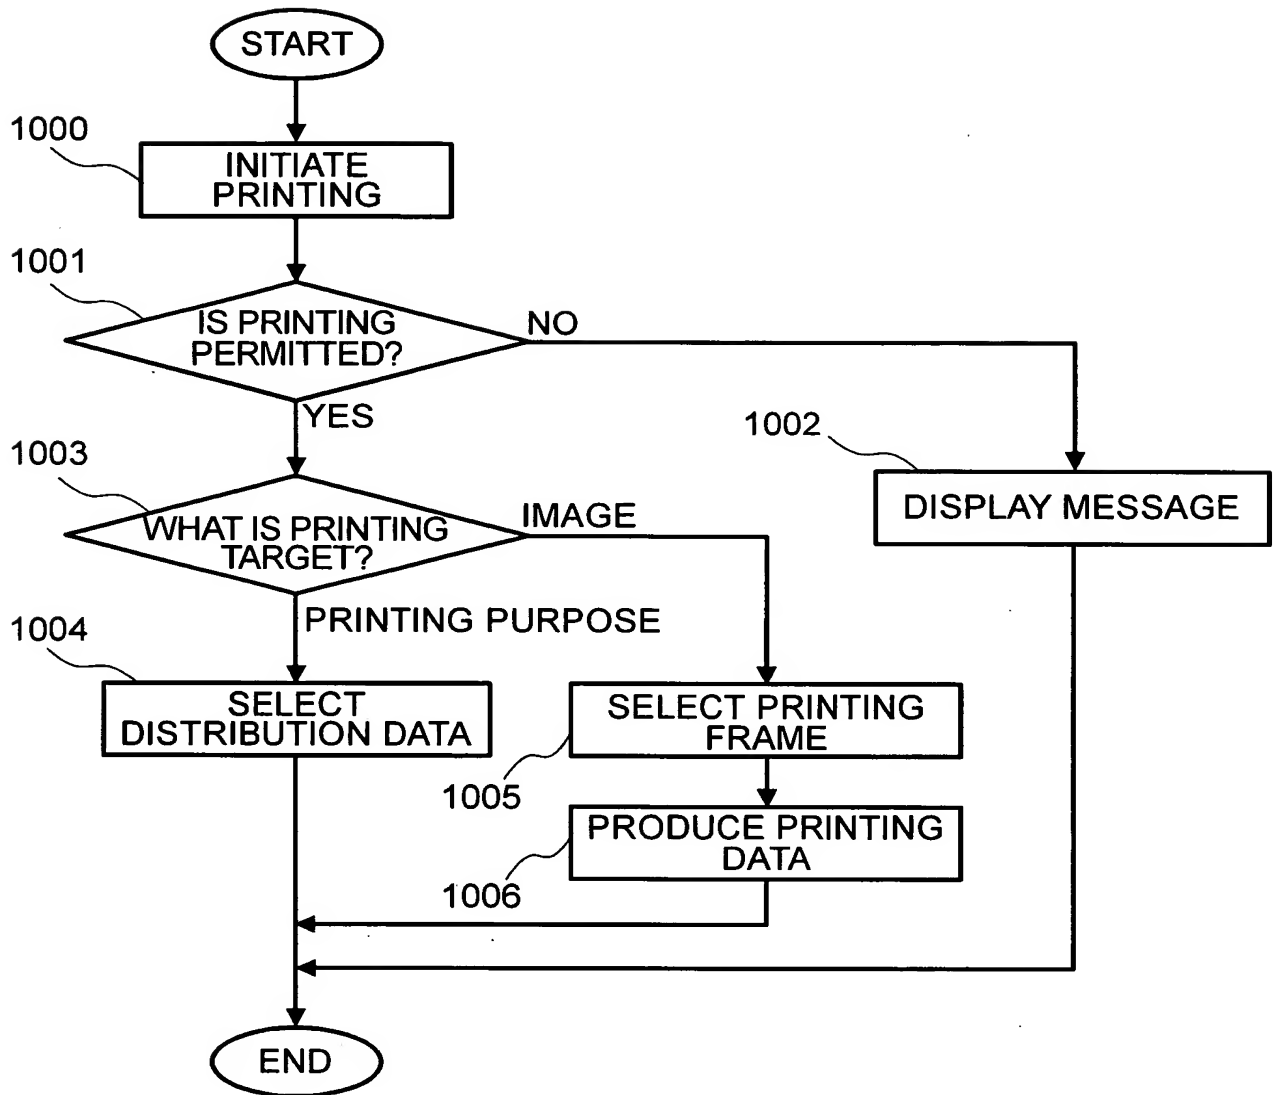 START
1000
INITIATE
PRINTING
1001
IS PRINTING
PERMITTED?
NO
YES
1002
DISPLAY MESSAGE
1003
WHAT IS PRINTING
TARGET?
IMAGE
PRINTING PURPOSE
1004
SELECT
DISTRIBUTION DATA
SELECT PRINTING
FRAME
1005
PRODUCE PRINTING
DATA
1006
END